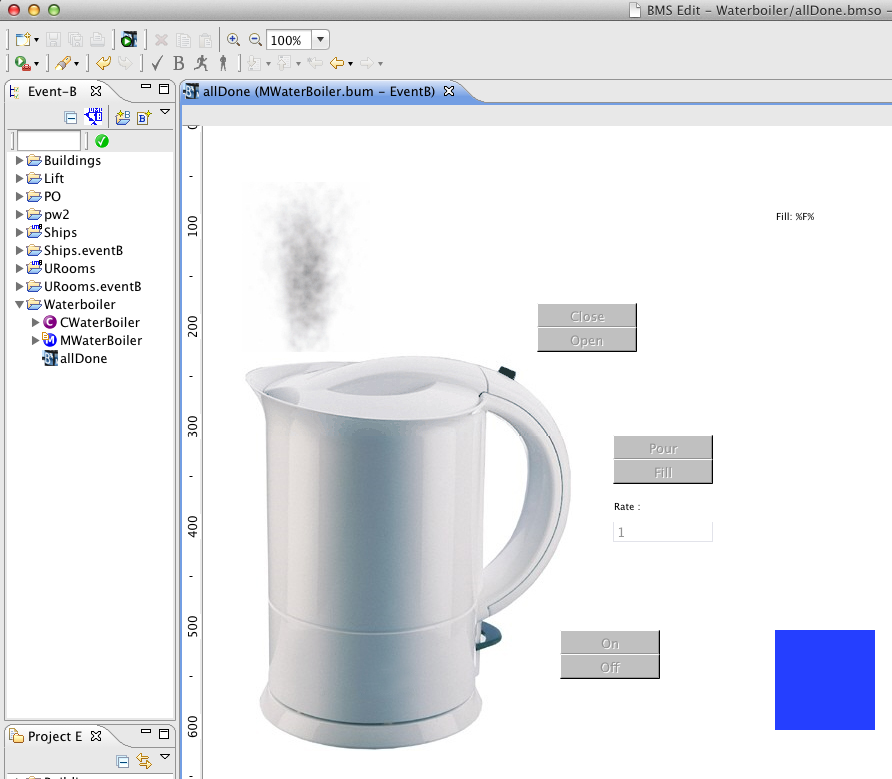 BMS Edit - Waterboiler/allDone.bmso -
100%
B
Event-B
allDone (MWaterBoiler.bum - EventB)
Buildings
Lift
PO
pw2
Ships
Ships.eventB
URooms
URooms.eventB
Waterboiler
CWaterBoiler
MWaterBoiler
allDone
0
100
200
300
400
500
600
Fill: %F%
Close
Open
Pour
Fill
Rate :
1
On
Off
Project E